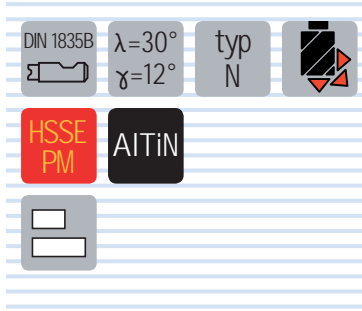 DIN 1835B
λ=30°
ɣ=12°
typ
N
HSSE
PM
AlTiN